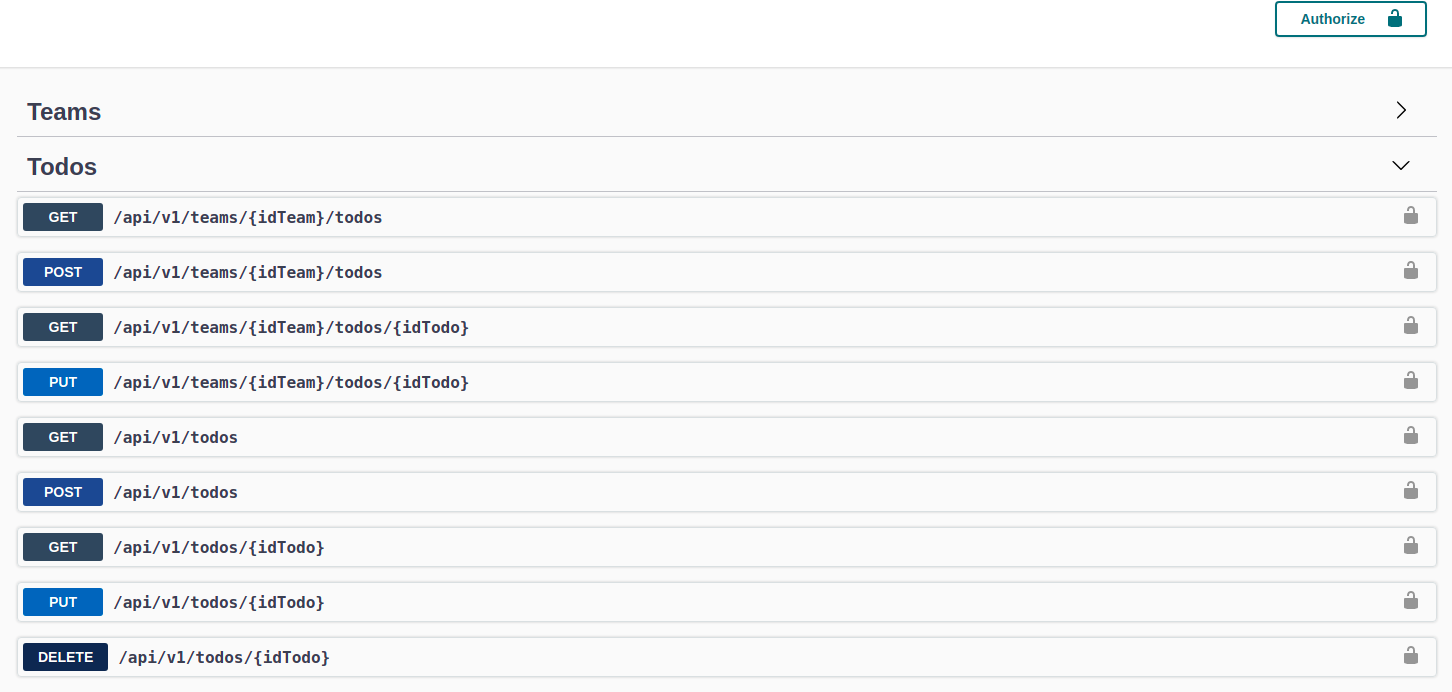 Authorize
Teams
Todos
GET /api/v1/teams/{idTeam}/todos
POST /api/v1/teams/{idTeam}/todos
GET /api/v1/teams/{idTeam}/todos/{idTodo}
PUT /api/v1/teams/{idTeam}/todos/{idTodo}
GET /api/v1/todos
POST /api/v1/todos
GET /api/v1/todos/{idTodo}
PUT /api/v1/todos/{idTodo}
DELETE /api/v1/todos/{idTodo}